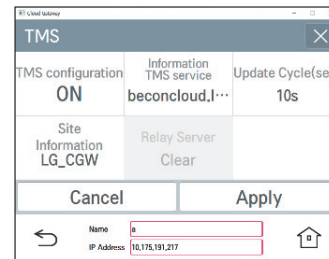 Cloud Gateway
TMS
TMS configuration
ON
Information
TMS service
beconcloud.l···
Update Cycle(se
10s
Site
Information
LG_CGW
Relay Server
Clear
Cancel
Apply
Name a
IP Address 10,175,191,217